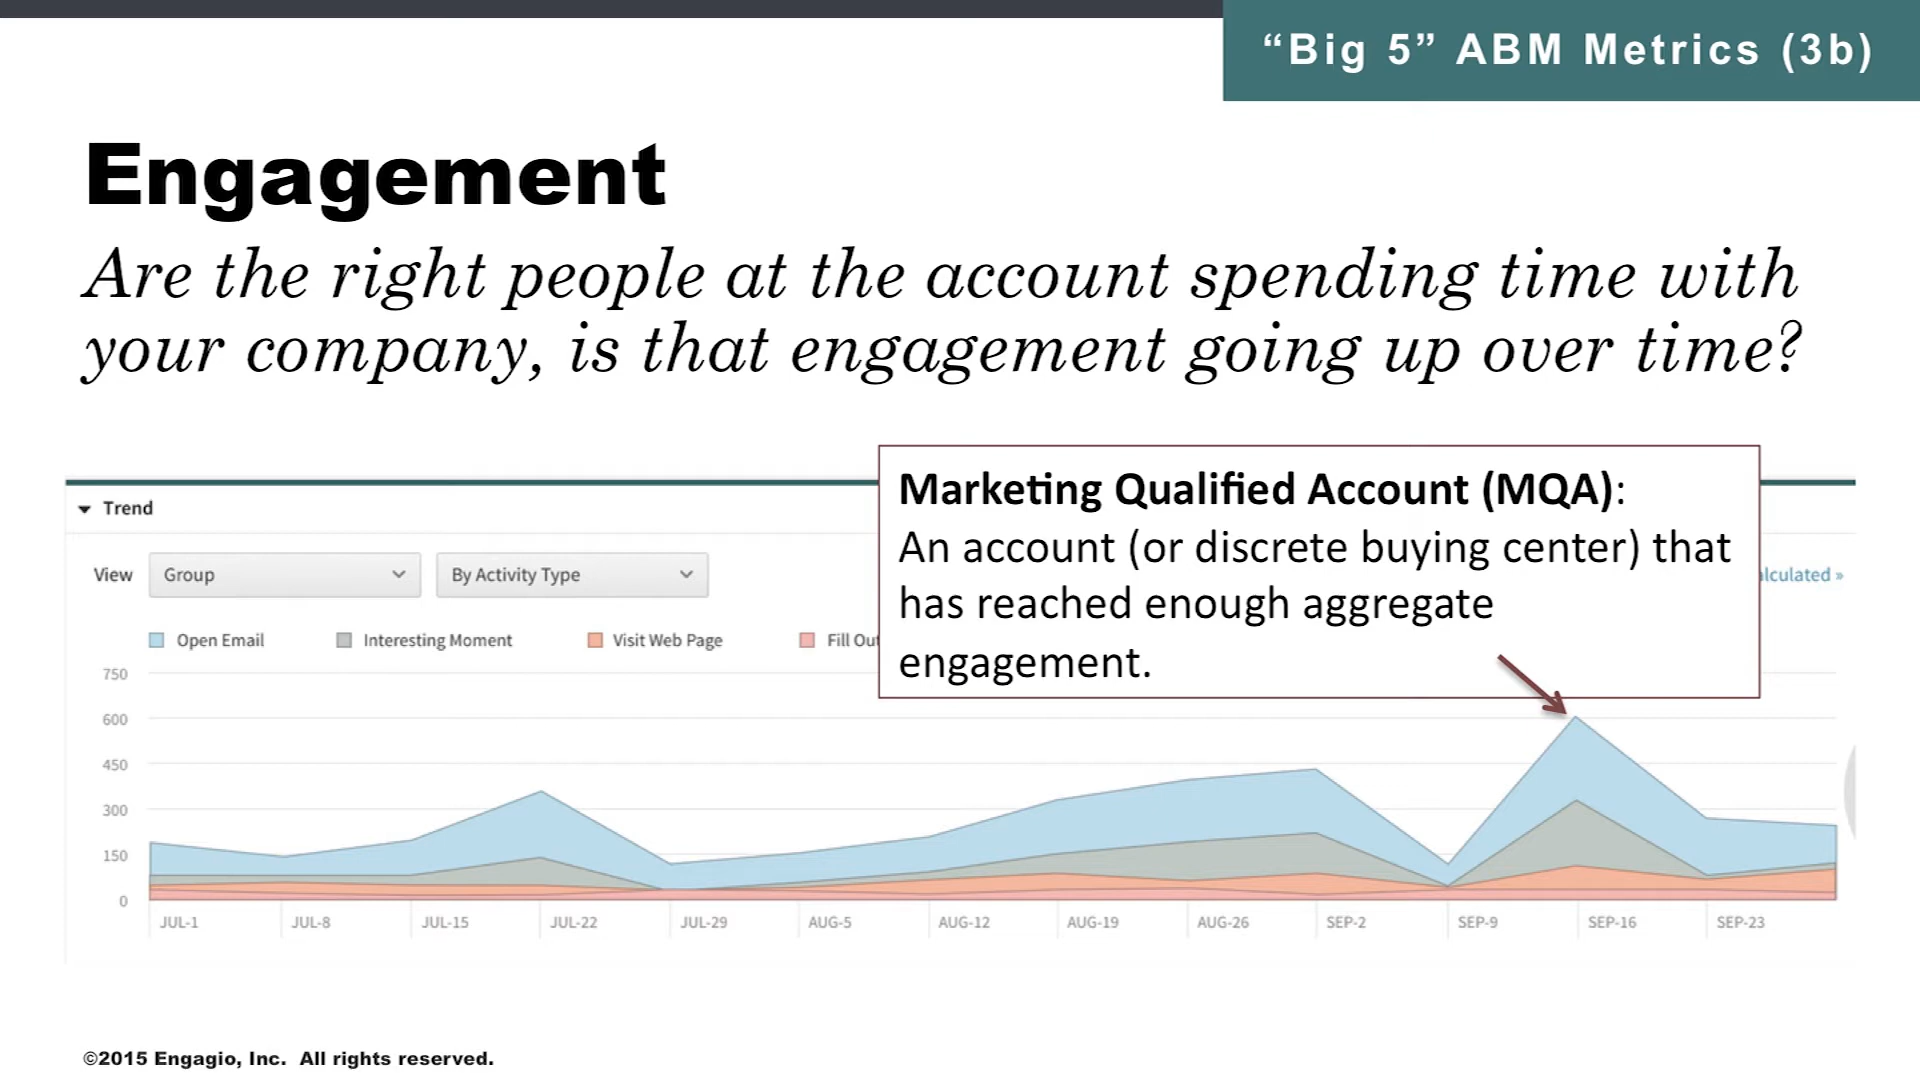 “Big 5” ABM Metrics (3b)
Engagement
Are the right people at the account spending time with
your company, is that engagement going up over time?
Marketing Qualified Account (MQA):
An account (or discrete buying center) that
has reached enough aggregate
engagement.
Trend
View Group By Activity Type
Open Email Interesting Moment Visit Web Page Fill
750
600
450
300
150
0
JUL-1 JUL-8 JUL-15 JUL-22 JUL-29 AUG-5 AUG-12 AUG-19 AUG-26 SEP-2 SEP-9 SEP-16 SEP-23
©2015 Engagio, Inc. All rights reserved.